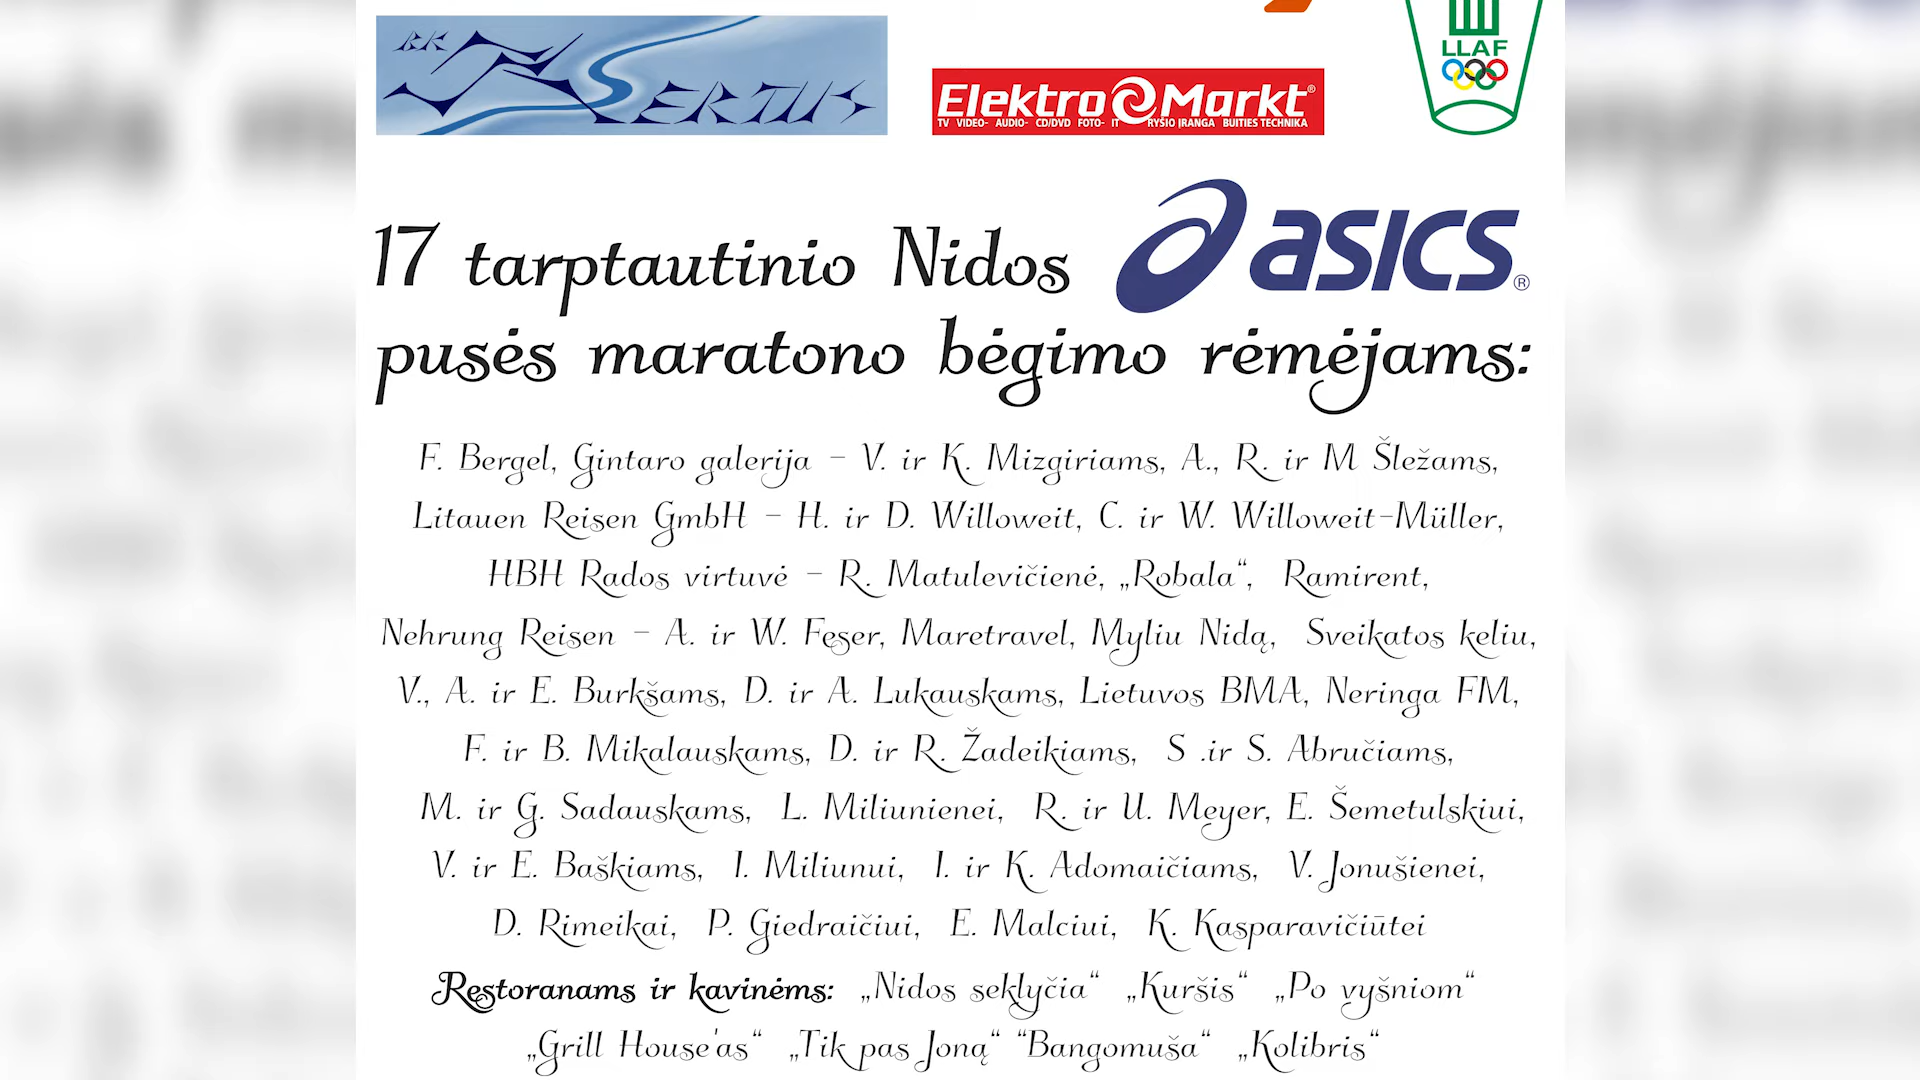 LLAF
BK
ElektroMarkt®
TV VIDEO- AUDIO- CD/DVD FOTO- IT RYŠIO ĮRANGA BUITIES TECHNIKA
17 tarptautinio Nidos asics®
pusės maratono bėgimo rėmėjams:
F. Bergel, Gintaro galerija – V. ir K. Mizgiriams, A., R. ir M Šležams,
Litauen Reisen GmbH – H. ir D. Willoweit, C. ir W. Willoweit-Müller,
HBH Rados virtuvė – R. Matulevičienė, „Robala“, Ramirent,
Nehrung Reisen – A. ir W. Feser, Maretravel, Myliu Nidą, Sveikatos keliu,
V., A. ir E. Burkšams, D. ir A. Lukauskams, Lietuvos BMA, Neringa FM,
F. ir B. Mikalauskams, D. ir R. Žadeikiams, S .ir S. Abručiams,
M. ir G. Sadauskams, L. Miliunienei, R. ir U. Meyer, E. Šemetulskiui,
V. ir E. Baškiams, I. Miliunui, I. ir K. Adomaičiams, V. Jonušienei,
D. Rimeikai, P. Giedraičiui, E. Malciui, K. Kasparavičiūtei
Restoranams ir kavinėms: „Nidos seklyčia“ „Kuršis“ „Po vyšniom“
„Grill House'as“ „Tik pas Joną“ “Bangomuša“ „Kolibris“